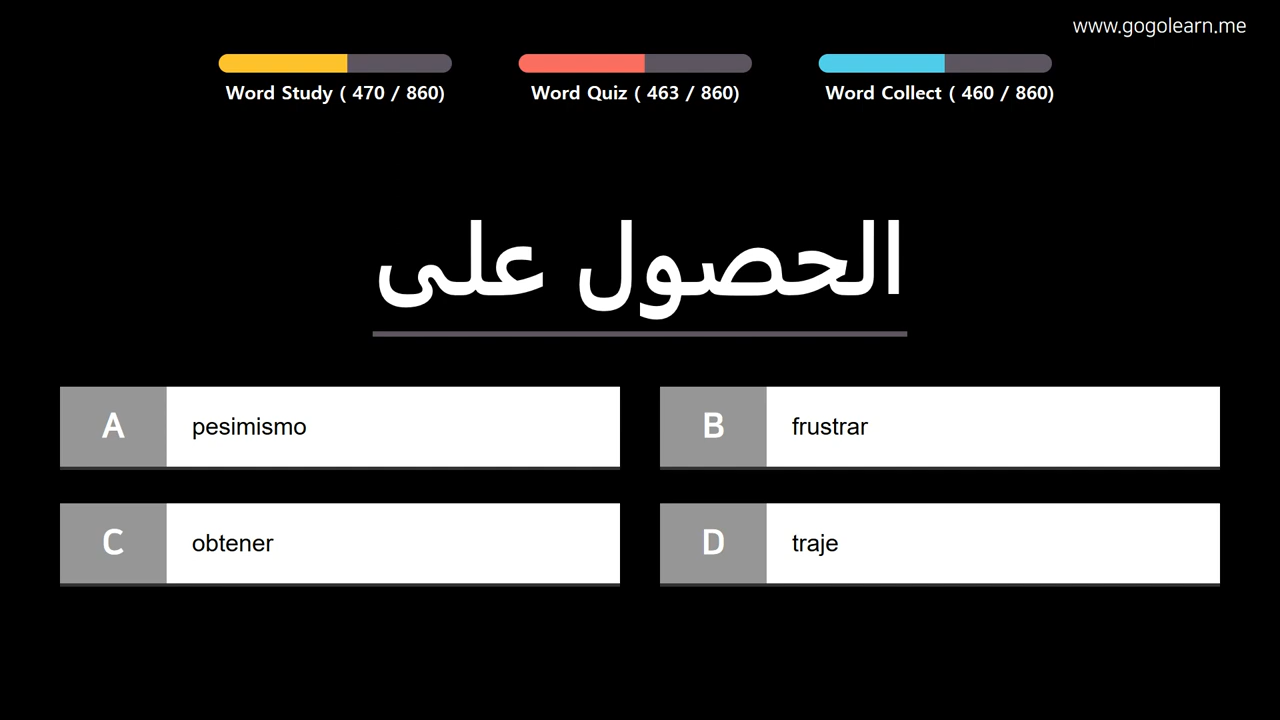 www.gogolearn.me
Word Study ( 470 / 860)
Word Quiz ( 463 / 860)
Word Collect ( 460 / 860)
الحصول على
A pesimismo
B frustrar
C obtener
D traje